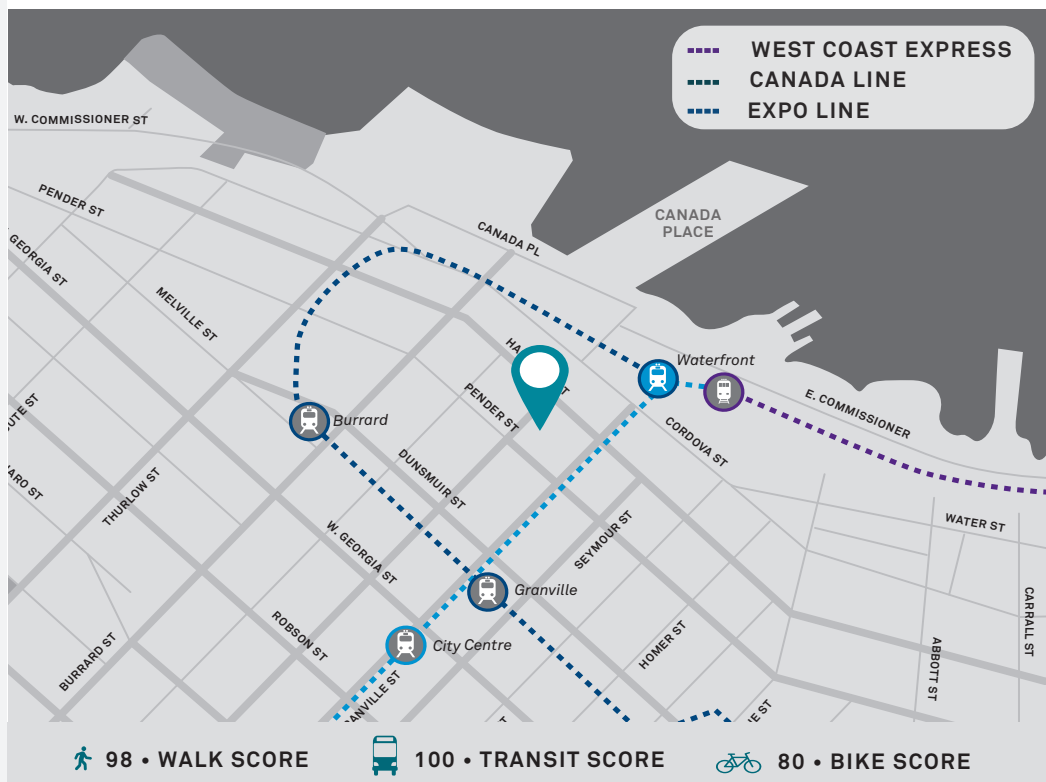 WEST COAST EXPRESS
CANADA LINE
EXPO LINE
W. COMMISSIONER ST
PENDER ST
CANADA PL
CANADA
PLACE
GEORGIA ST
MELVILLE ST
Waterfront
PENDER ST
E. COMMISSIONER
Burrard
CORDOVA ST
DUNSMUIR ST
THURLOW ST
WATER ST
W. GEORGIA ST
SEYMOUR ST
Granville
CARRALL ST
ROBSON ST
City Centre
HOMER ST
BURRARD ST
ABBOTT ST
98 • WALK SCORE
100 • TRANSIT SCORE
80 • BIKE SCORE